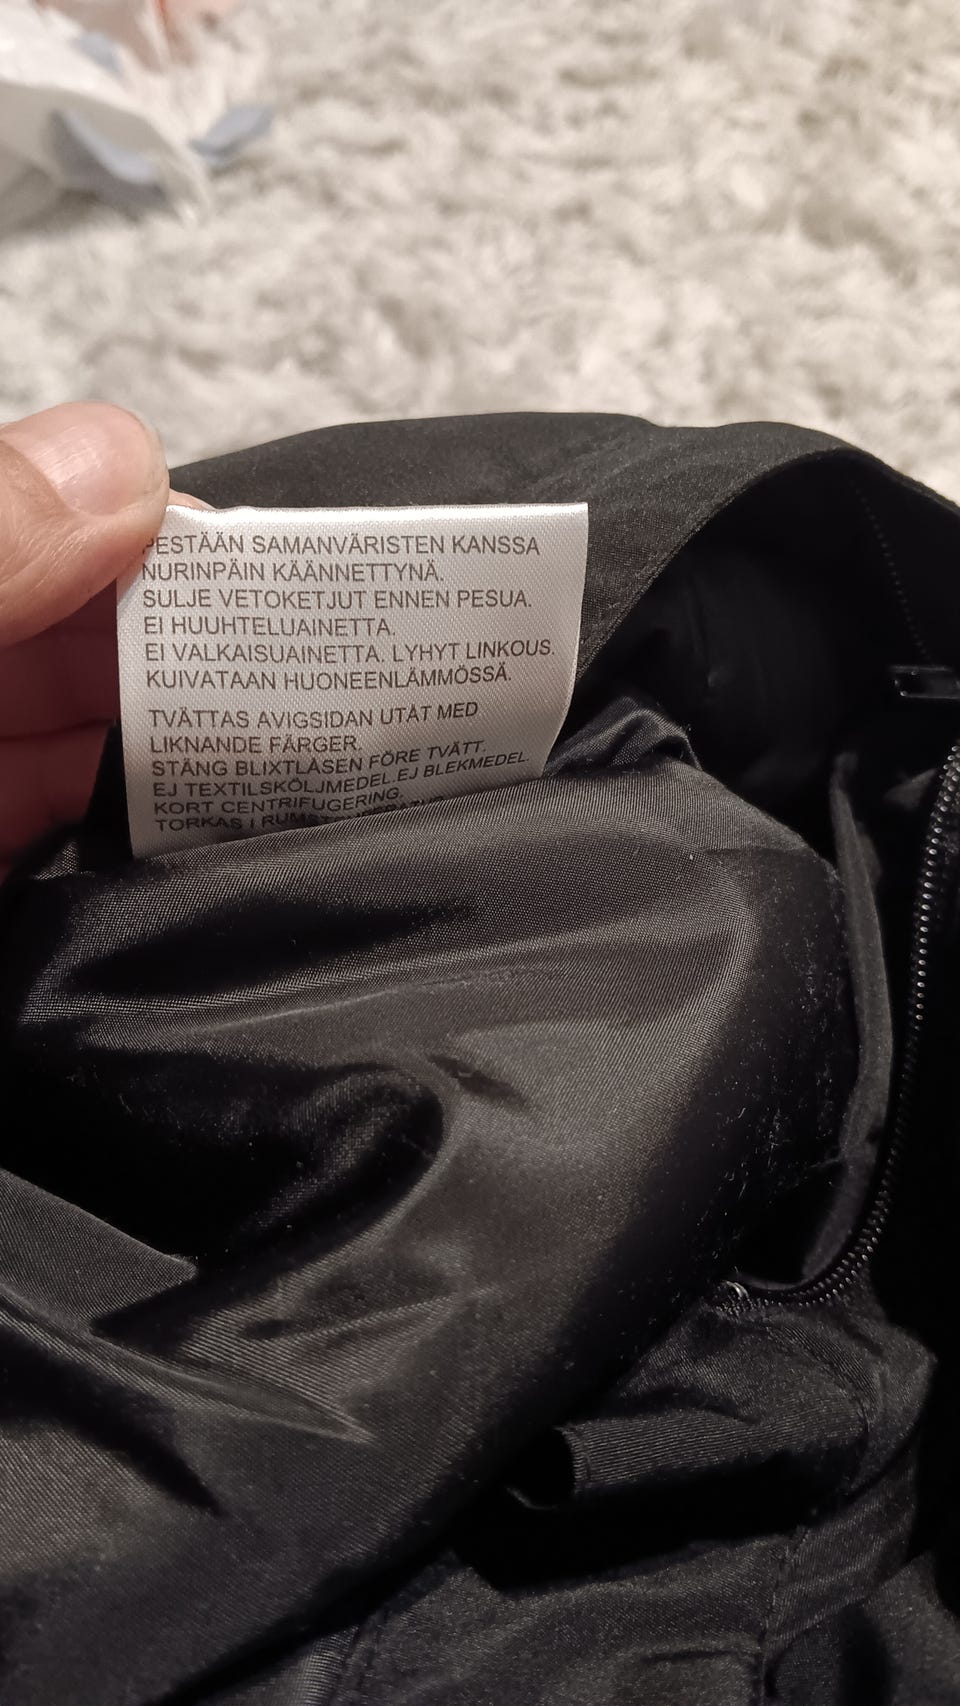 PESTÄÄN SAMANVÄRISTEN KANSSA
NURINPÄIN KÄÄNNETTYNÄ.
SULJE VETOKETJUT ENNEN PESUA.
EI HUUHTELUAINETTA.
EI VALKAISUAINETTA. LYHYT LINKOUS.
KUIVATAAN HUONEENLÄMMÖSSÄ.
TVÄTTAS AVIGSIDAN UTÅT MED
LIKNANDE FÄRGER.
STÄNG BLIXTLÅSEN FÖRE TVÄTT.
EJ TEXTILSKÖLJMEDEL.EJ BLEKMEDEL.
KORT CENTRIFUGERING.
TORKAS I